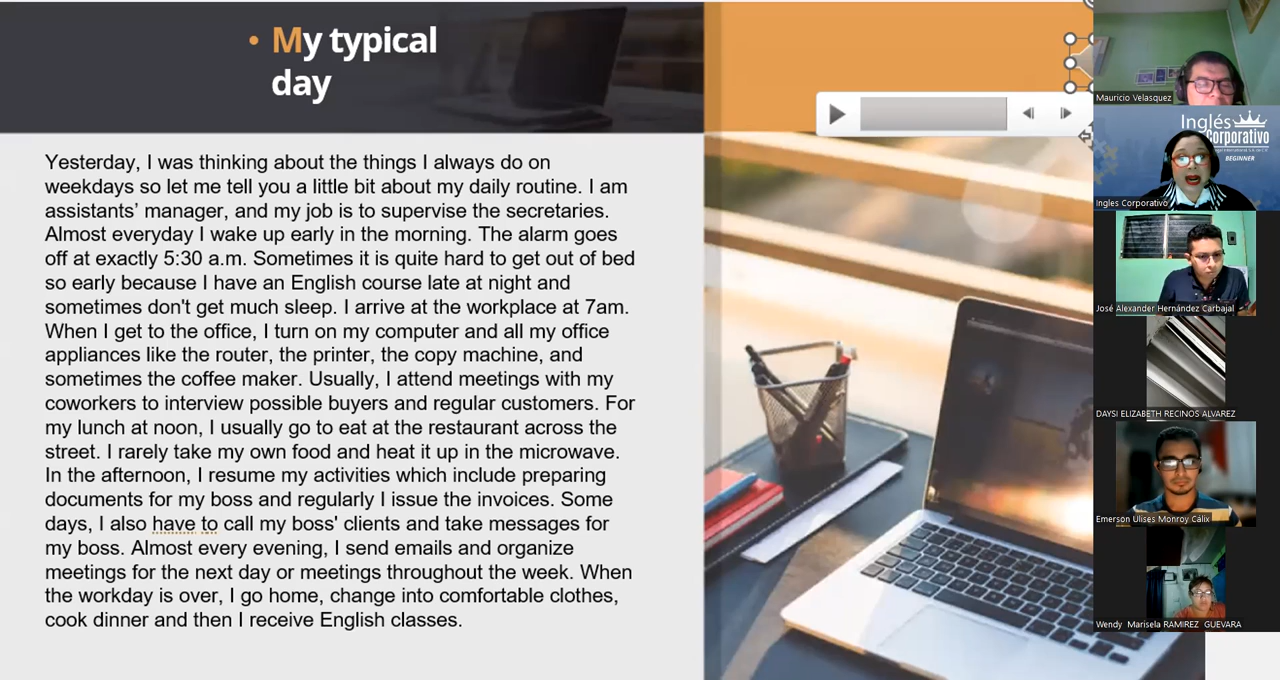 • My typical
day
Yesterday, I was thinking about the things I always do on
weekdays so let me tell you a little bit about my daily routine. I am
assistants' manager, and my job is to supervise the secretaries.
Almost everyday I wake up early in the morning. The alarm goes
off at exactly 5:30 a.m. Sometimes it is quite hard to get out of bed
so early because I have an English course late at night and
sometimes don't get much sleep. I arrive at the workplace at 7am.
When I get to the office, I turn on my computer and all my office
appliances like the router, the printer, the copy machine, and
sometimes the coffee maker. Usually, I attend meetings with my
coworkers to interview possible buyers and regular customers. For
my lunch at noon, I usually go to eat at the restaurant across the
street. I rarely take my own food and heat it up in the microwave.
In the afternoon, I resume my activities which include preparing
documents for my boss and regularly I issue the invoices. Some
days, I also have to call my boss' clients and take messages for
my boss. Almost every evening, I send emails and organize
meetings for the next day or meetings throughout the week. When
the workday is over, I go home, change into comfortable clothes,
cook dinner and then I receive English classes.
Mauricio Velasquez
Inglés
Corporativo
BEGINNER
Ingles Corporativo
José Alexander Hernández Carbajal
DAYSI ELIZABETH RECINOS ALVAREZ
Emerson Ulises Monroy Cálix
Wendy Marisela RAMIREZ GUEVARA